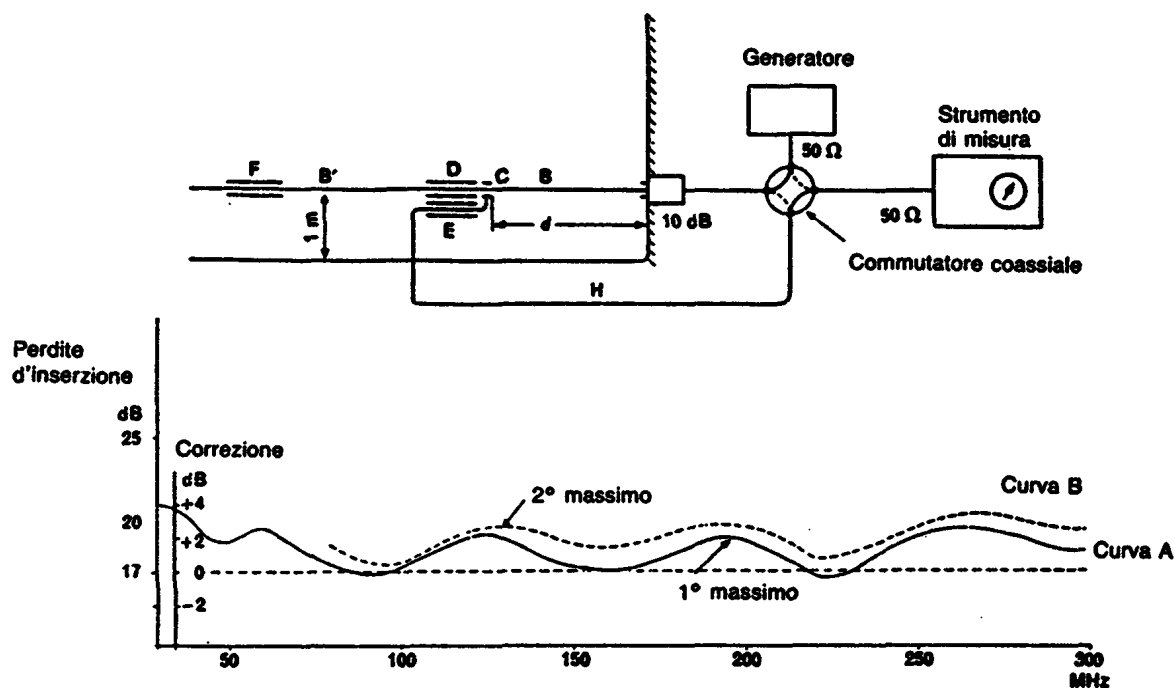 Generatore
Strumento
di misura
50 Ω
F B' D C B
1 m
E
d
10 dB
50 Ω
Commutatore coassiale
H
Perdite
d'inserzione
dB
25
Correzione
dB
+4
20
+2
17
0
-2
2° massimo
1° massimo
Curva B
Curva A
50 100 150 200 250 300
MHz